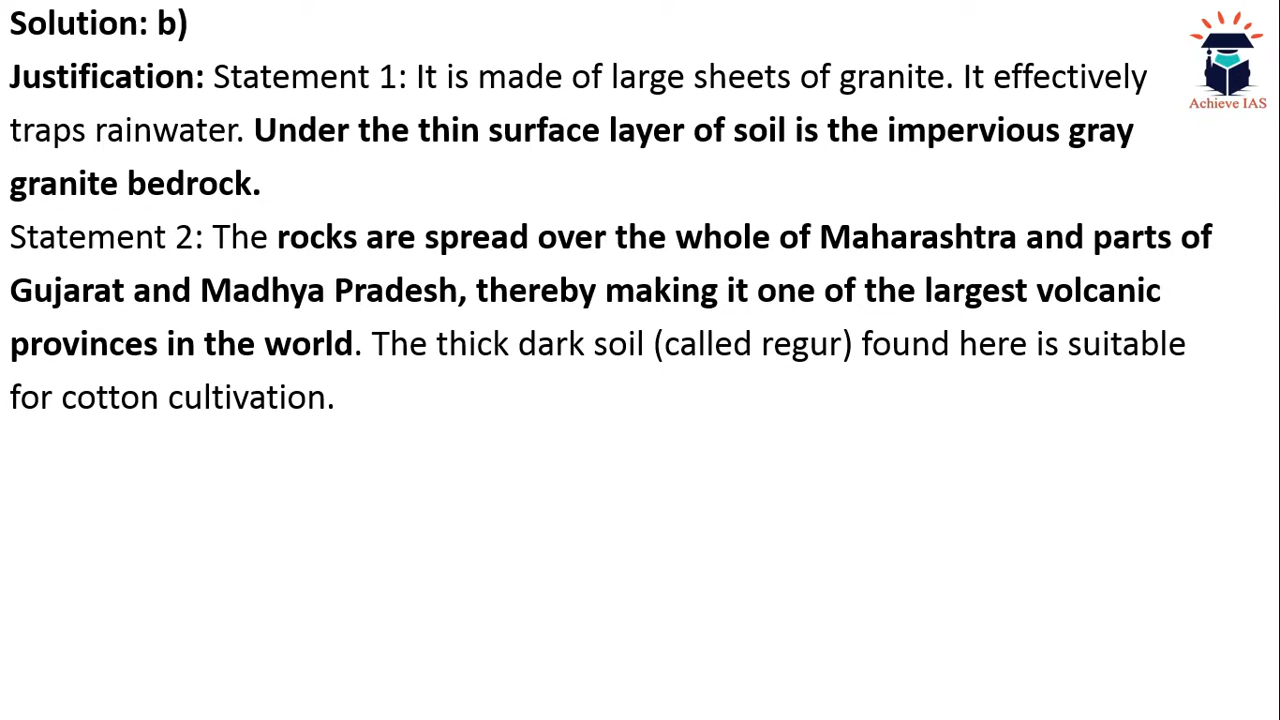 Solution: b)
Justification: Statement 1: It is made of large sheets of granite. It effectively
traps rainwater. Under the thin surface layer of soil is the impervious gray
granite bedrock.
Statement 2: The rocks are spread over the whole of Maharashtra and parts of
Gujarat and Madhya Pradesh, thereby making it one of the largest volcanic
provinces in the world. The thick dark soil (called regur) found here is suitable
for cotton cultivation.
Achieve IAS